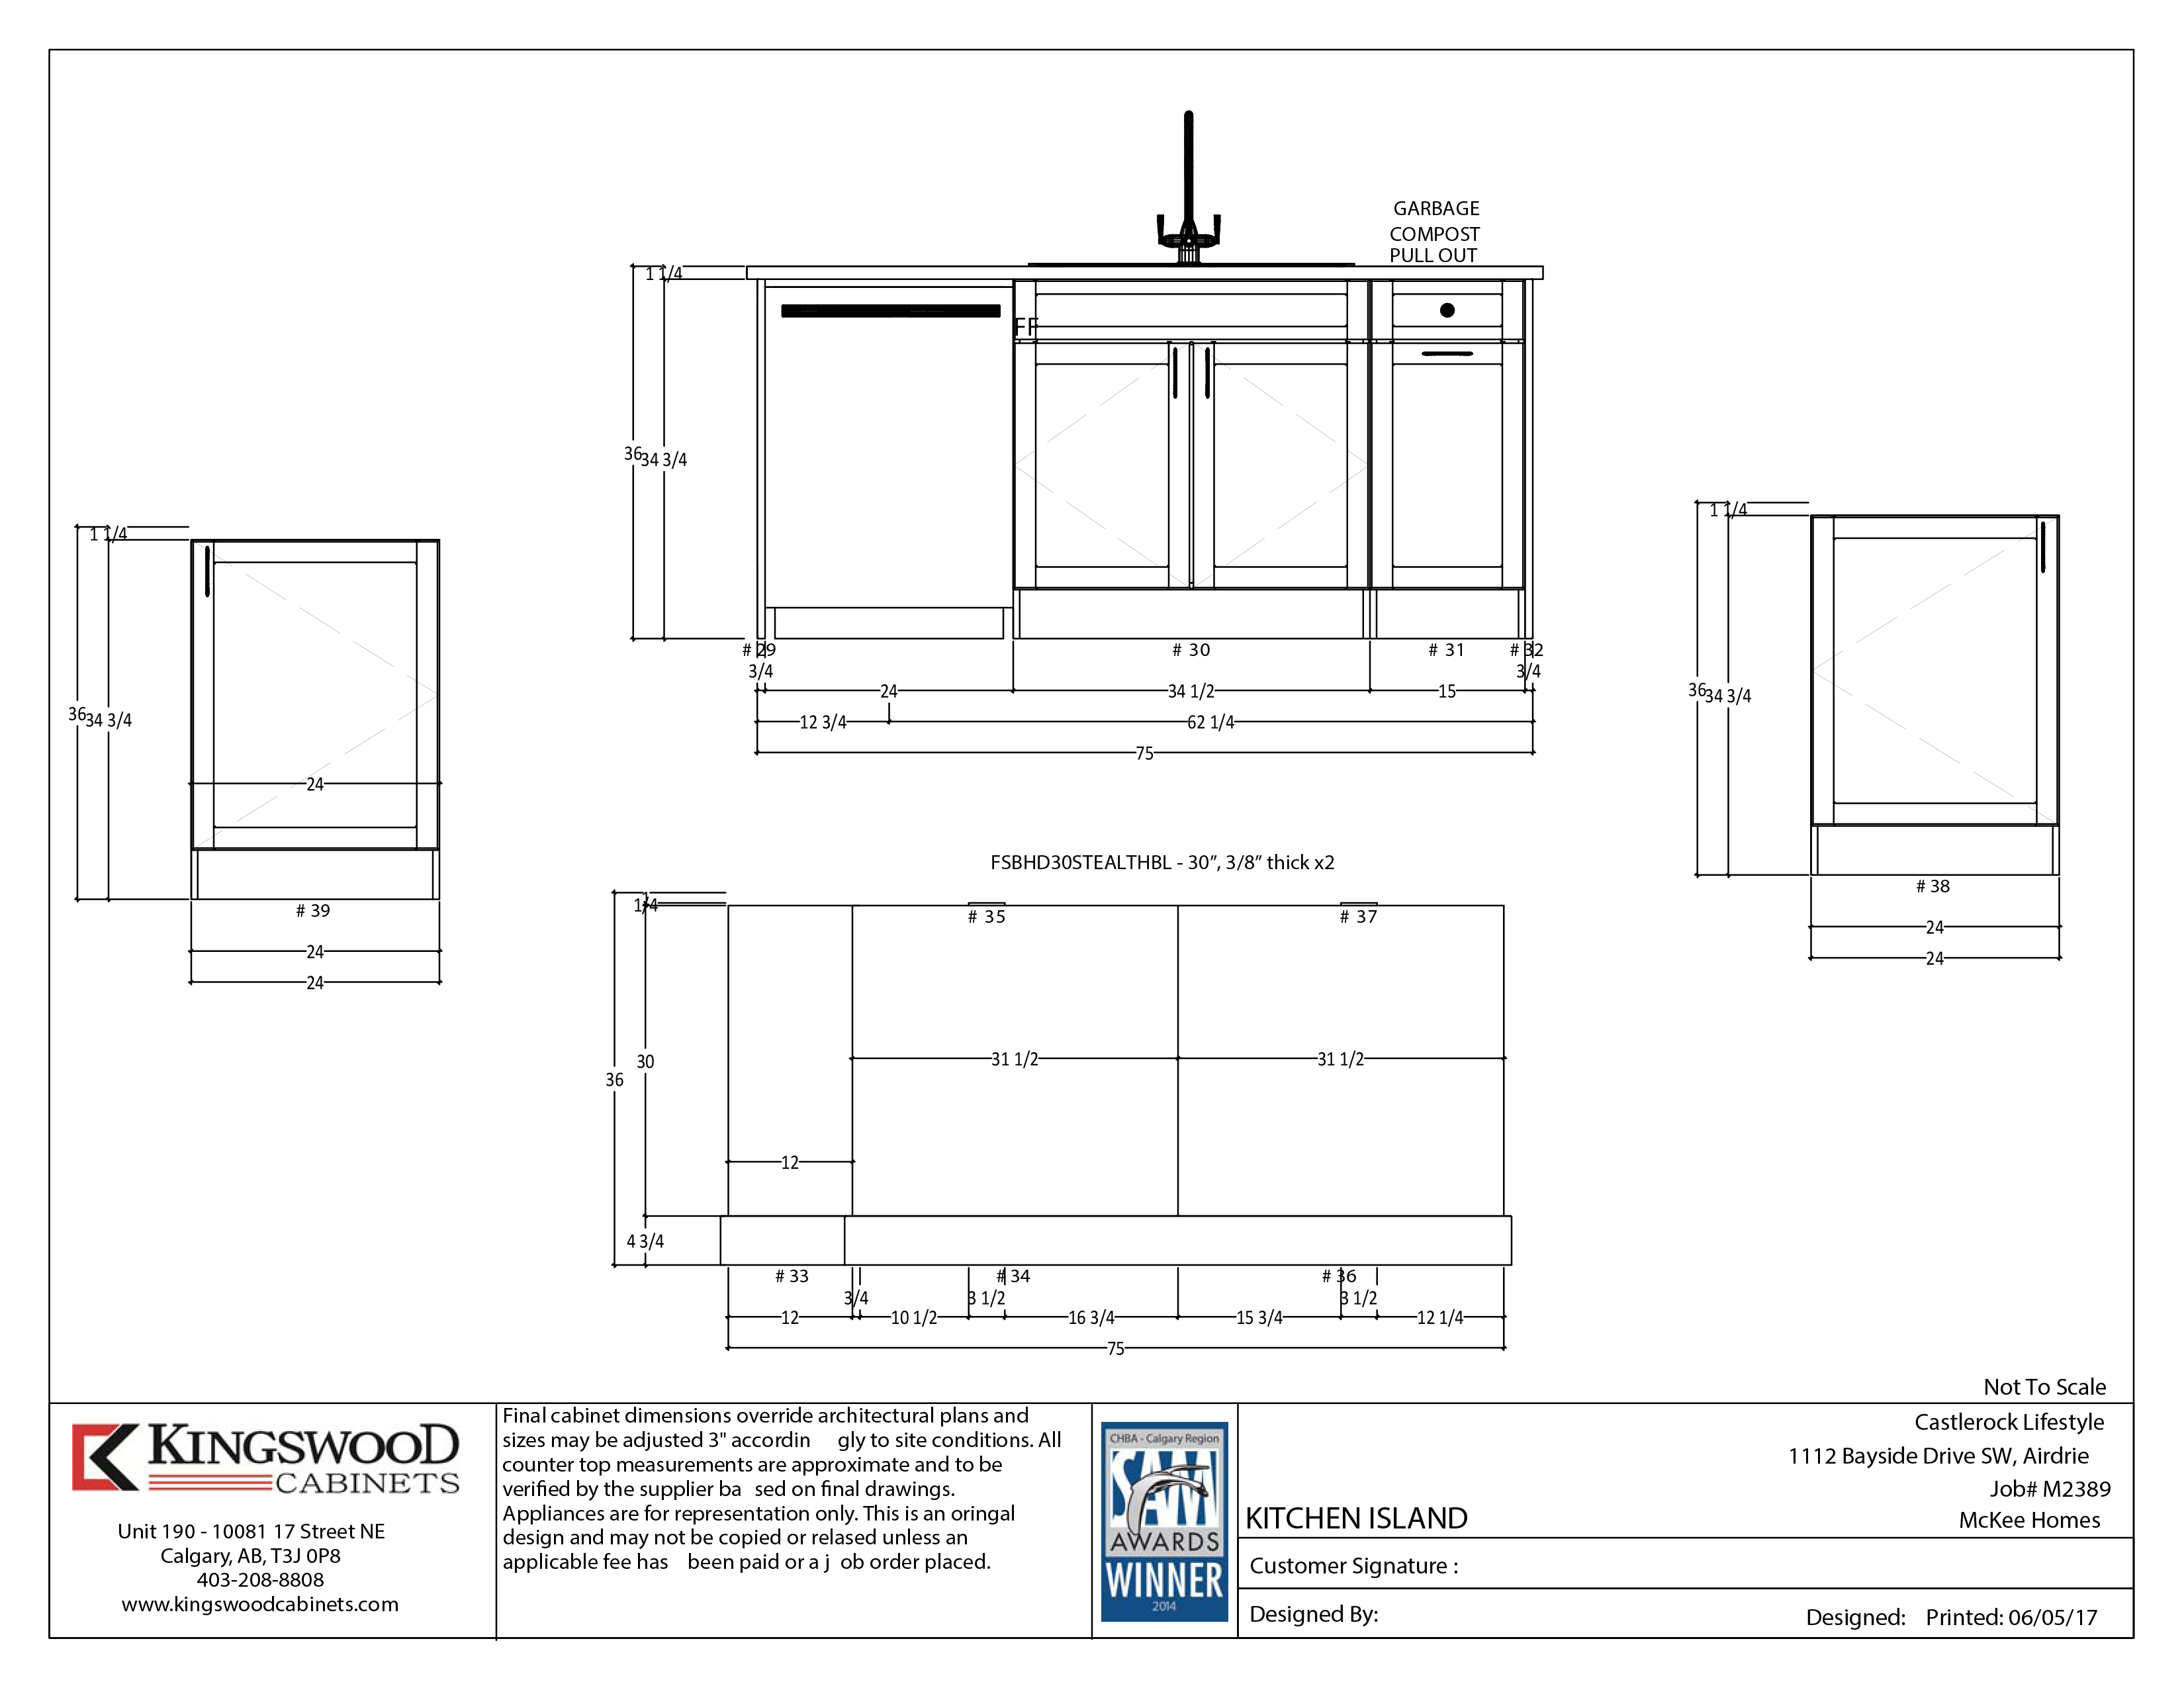 GARBAGE
COMPOST
PULL OUT
1 1/4
FF
36
34 3/4
# 29
# 30
# 31
# 32
3/4
3/4
24
34 1/2
15
12 3/4
62 1/4
75
1 1/4
36
34 3/4
24
# 39
24
24
1 1/4
36
34 3/4
# 38
24
24
FSBHD30STEALTHBL - 30”, 3/8” thick x2
1/4
# 35
# 37
30
36
31 1/2
31 1/2
12
4 3/4
# 33
# 34
# 36
3/4
3 1/2
3 1/2
12
10 1/2
16 3/4
15 3/4
12 1/4
75
Not To Scale
KINGSWOOD
CABINETS
Unit 190 - 10081 17 Street NE
Calgary, AB, T3J 0P8
403-208-8808
www.kingswoodcabinets.com
Final cabinet dimensions override architectural plans and
sizes may be adjusted 3" accordin gly to site conditions. All
counter top measurements are approximate and to be
verified by the supplier ba sed on final drawings.
Appliances are for representation only. This is an oringal
design and may not be copied or relased unless an
applicable fee has been paid or a j ob order placed.
CHBA - Calgary Region
SAM
AWARDS
WINNER
2014
KITCHEN ISLAND
Castlerock Lifestyle
1112 Bayside Drive SW, Airdrie
Job# M2389
McKee Homes
Customer Signature :
Designed By:
Designed: Printed: 06/05/17